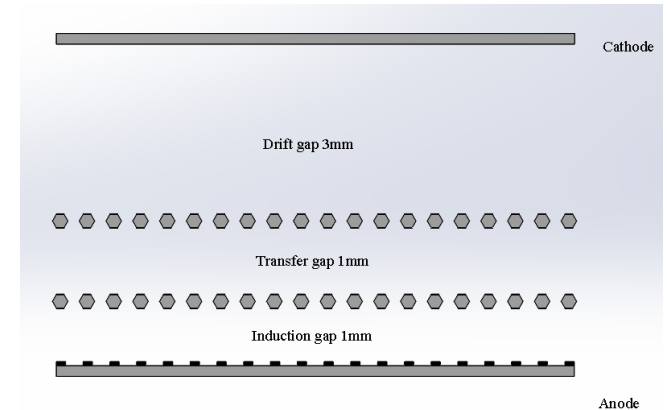 Cathode
Drift gap 3mm
Transfer gap 1mm
Induction gap 1mm
Anode